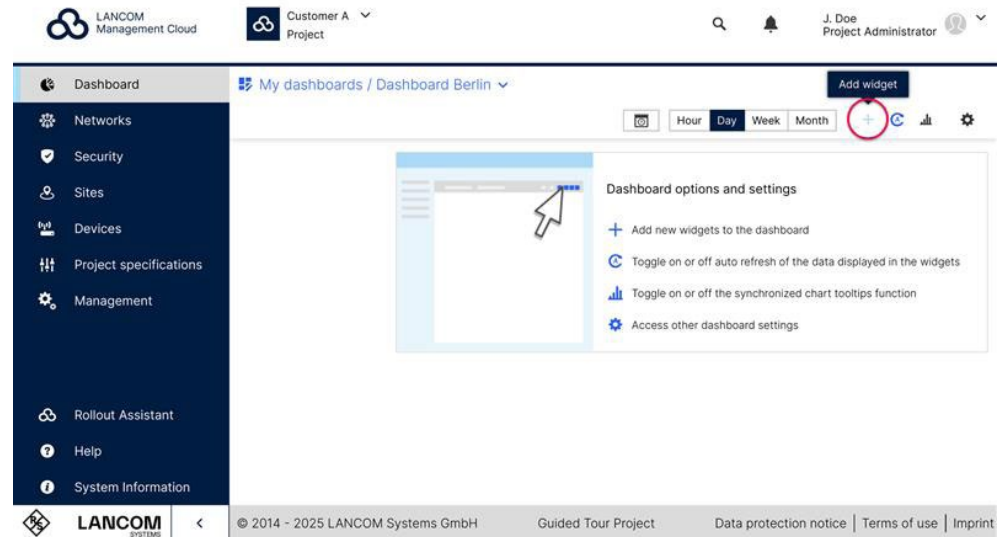 LANCOM
Management Cloud
Customer A
Project
J. Doe
Project Administrator
Dashboard
Networks
Security
Sites
Devices
Project specifications
Management
Rollout Assistant
Help
System Information
My dashboards / Dashboard Berlin
Add widget
Hour Day Week Month
Dashboard options and settings
Add new widgets to the dashboard
Toggle on or off auto refresh of the data displayed in the widgets
Toggle on or off the synchronized chart tooltips function
Access other dashboard settings
LANCOM
SYSTEMS
© 2014 - 2025 LANCOM Systems GmbH Guided Tour Project Data protection notice | Terms of use | Imprint